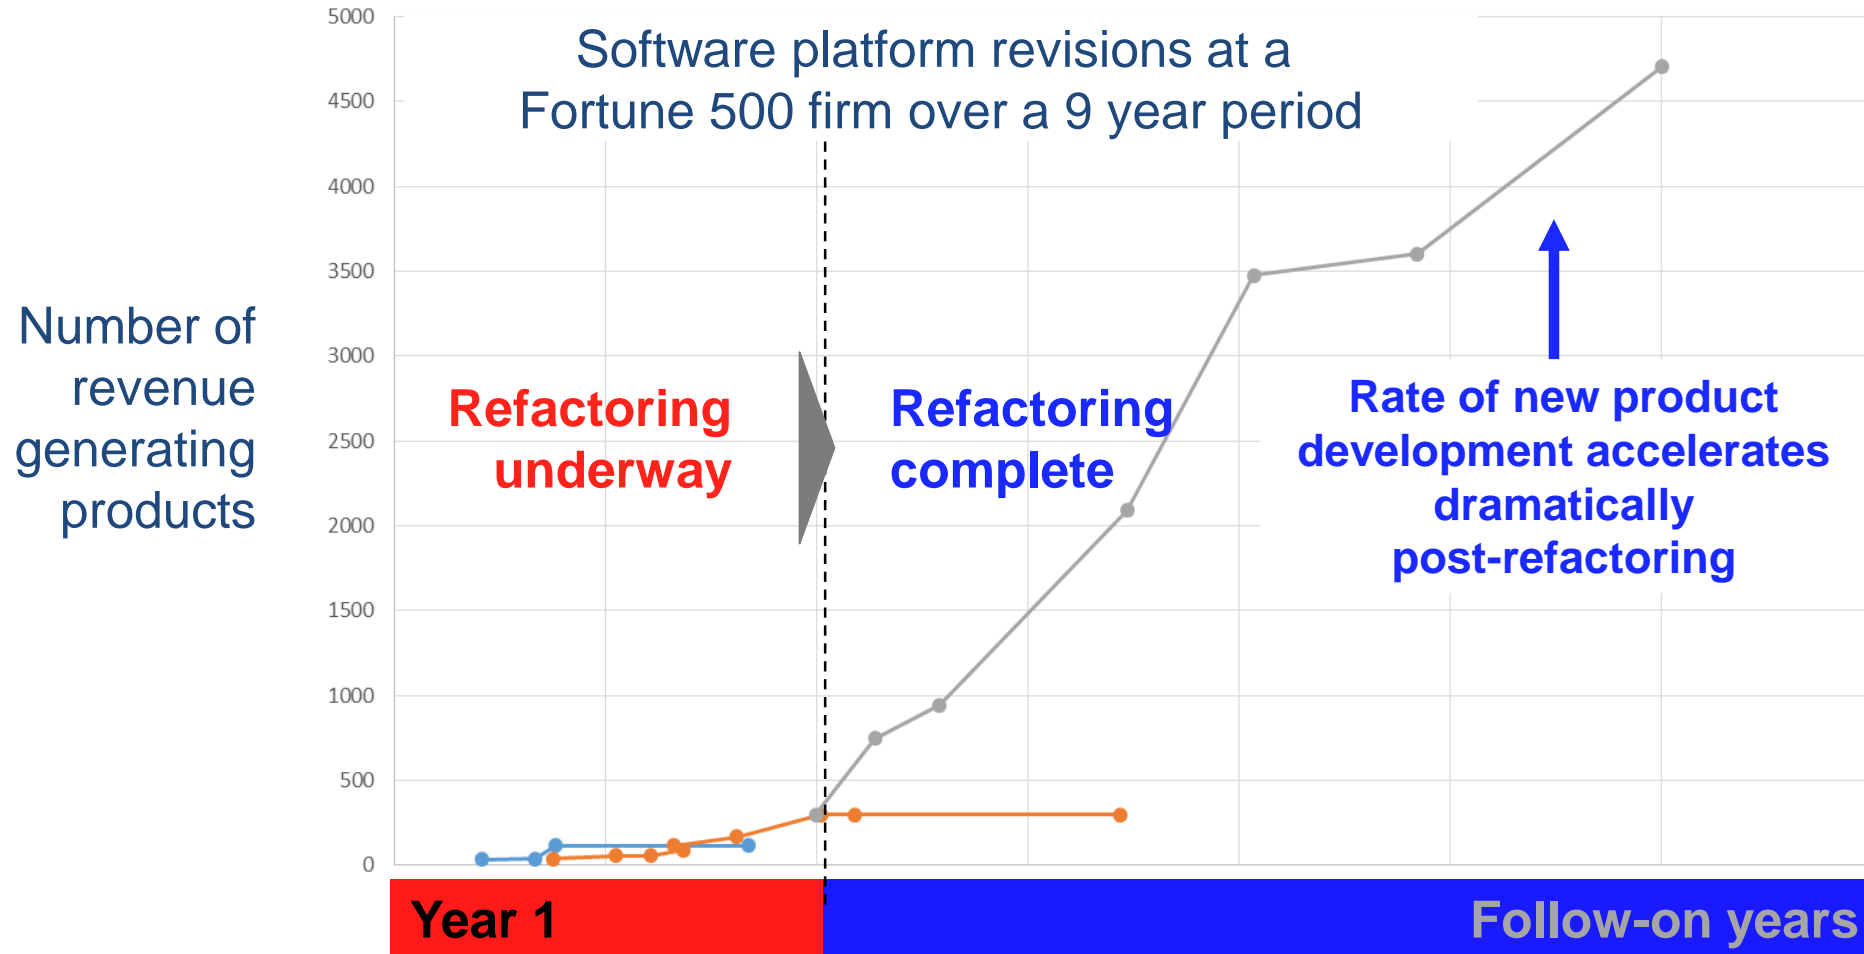 Software platform revisions at a
Fortune 500 firm over a 9 year period
5000
4500
4000
3500
3000
2500
2000
1500
1000
500
0
Number of
revenue
generating
products
Refactoring
underway
Refactoring
complete
Rate of new product
development accelerates
dramatically
post-refactoring
Year 1
Follow-on years